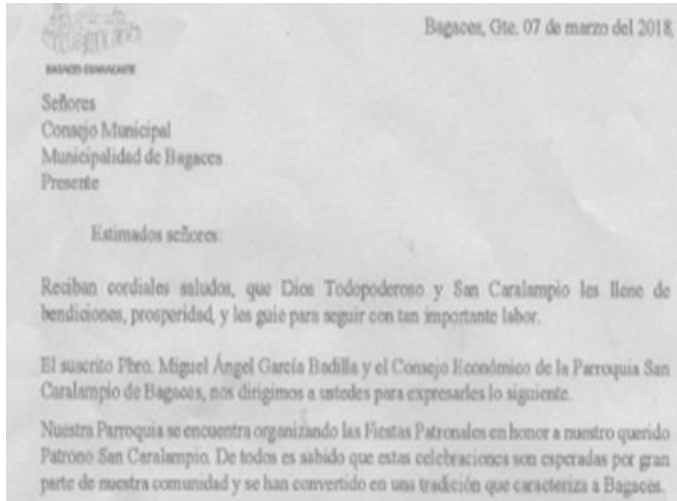 Bagaces, Gte. 07 de marzo del 2018,
BAGACES GUANACASTE
Señores
Consejo Municipal
Municipalidad de Bagaces
Presente
Estimados señores:
Reciban cordiales saludos, que Dios Todopoderoso y San Caralampio les llene de
bendiciones, prosperidad, y les guie para seguir con tan importante labor.
El suscrito Pbro. Miguel Ángel García Badilla y el Consejo Económico de la Parroquia San
Caralampio de Bagaces, nos dirigimos a ustedes para expresarles lo siguiente.
Nuestra Parroquia se encuentra organizando las Fiestas Patronales en honor a nuestro querido
Patrono San Caralampio. De todos es sabido que estas celebraciones son esperadas por gran
parte de nuestra comunidad y se han convertido en una tradición que caracteriza a Bagaces.